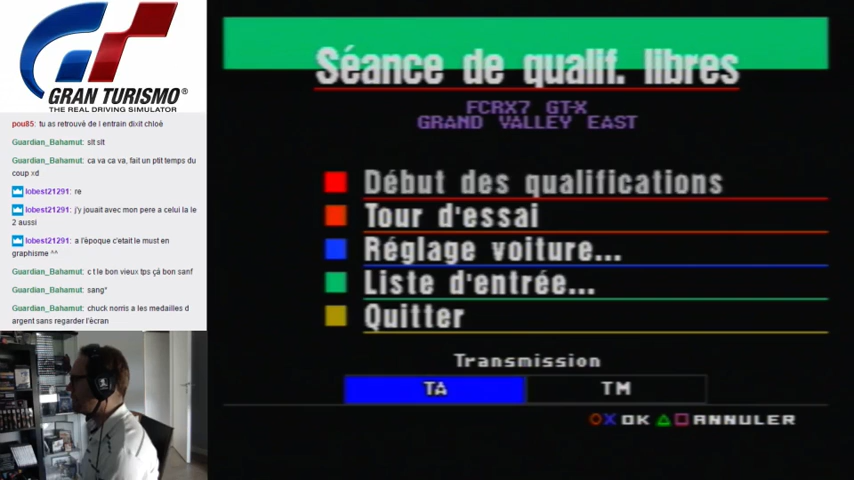 GRAN TURISMO®
THE REAL DRIVING SIMULATOR
pou85: tu as retrouvé de l entrain dixit chloé
Guardian_Bahamut: slt slt
Guardian_Bahamut: ca va ca va, fait un ptit temps du
coup xd
lobest21291: re
lobest21291: j'y jouait avec mon pere a celui la le
2 aussi
lobest21291: a l'époque c'etait le must en
graphisme ^^
Guardian_Bahamut: c t le bon vieux tps çà bon sanf
Guardian_Bahamut: sang*
Guardian_Bahamut: chuck norris a les medailles d
argent sans regarder l'écran
Séance de qualif. libres
FCRX7 GT-X
GRAND VALLEY EAST
Début des qualifications
Tour d'essai
Réglage voiture...
Liste d'entrée...
Quitter
Transmission
TA TM
OK ANNULER